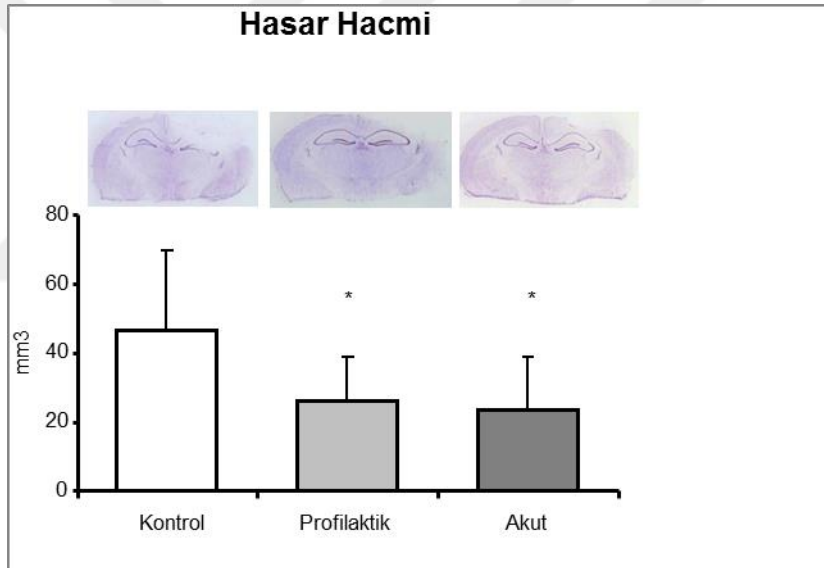 Hasar Hacmi
80
60
40
20
0
mm3
*
*
Kontrol
Profilaktik
Akut